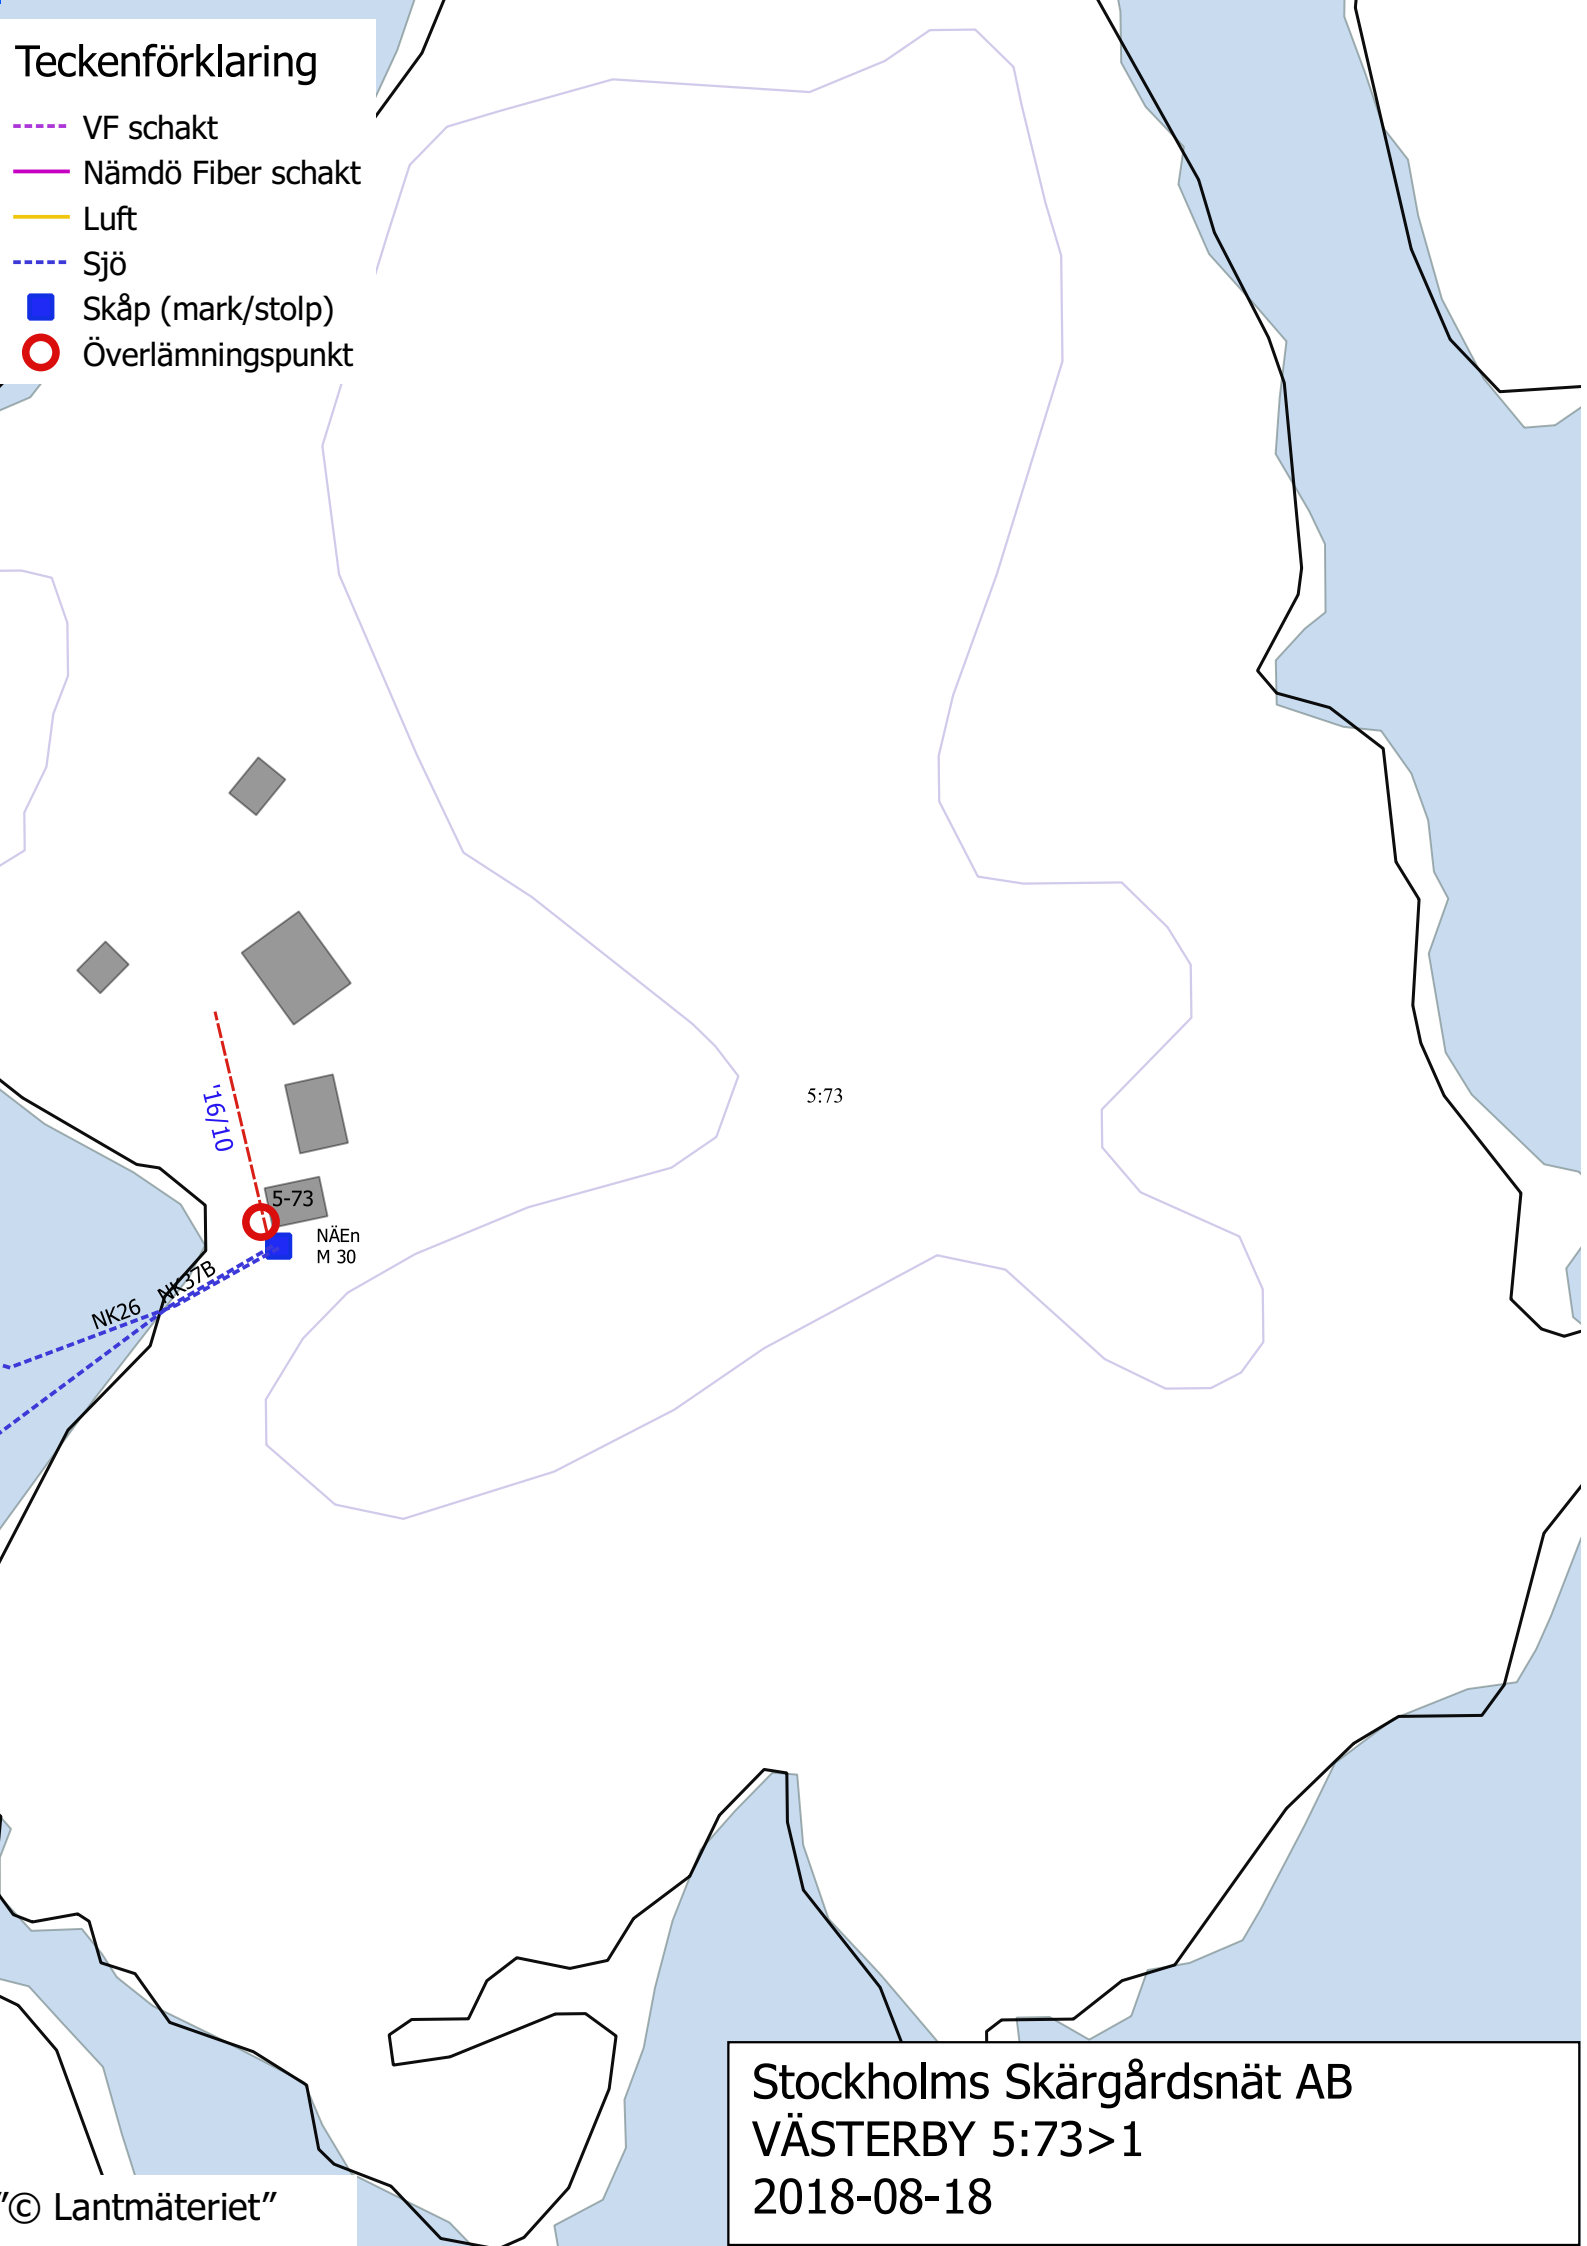 Teckenförklaring
VF schakt
Nämdö Fiber schakt
Luft
Sjö
Skåp (mark/stolp)
Överlämningspunkt
5:73
'16/10
5-73
NÄEn
M 30
NK37B
NK26
Stockholms Skärgårdsnät AB
VÄSTERBY 5:73>1
2018-08-18
"© Lantmäteriet"